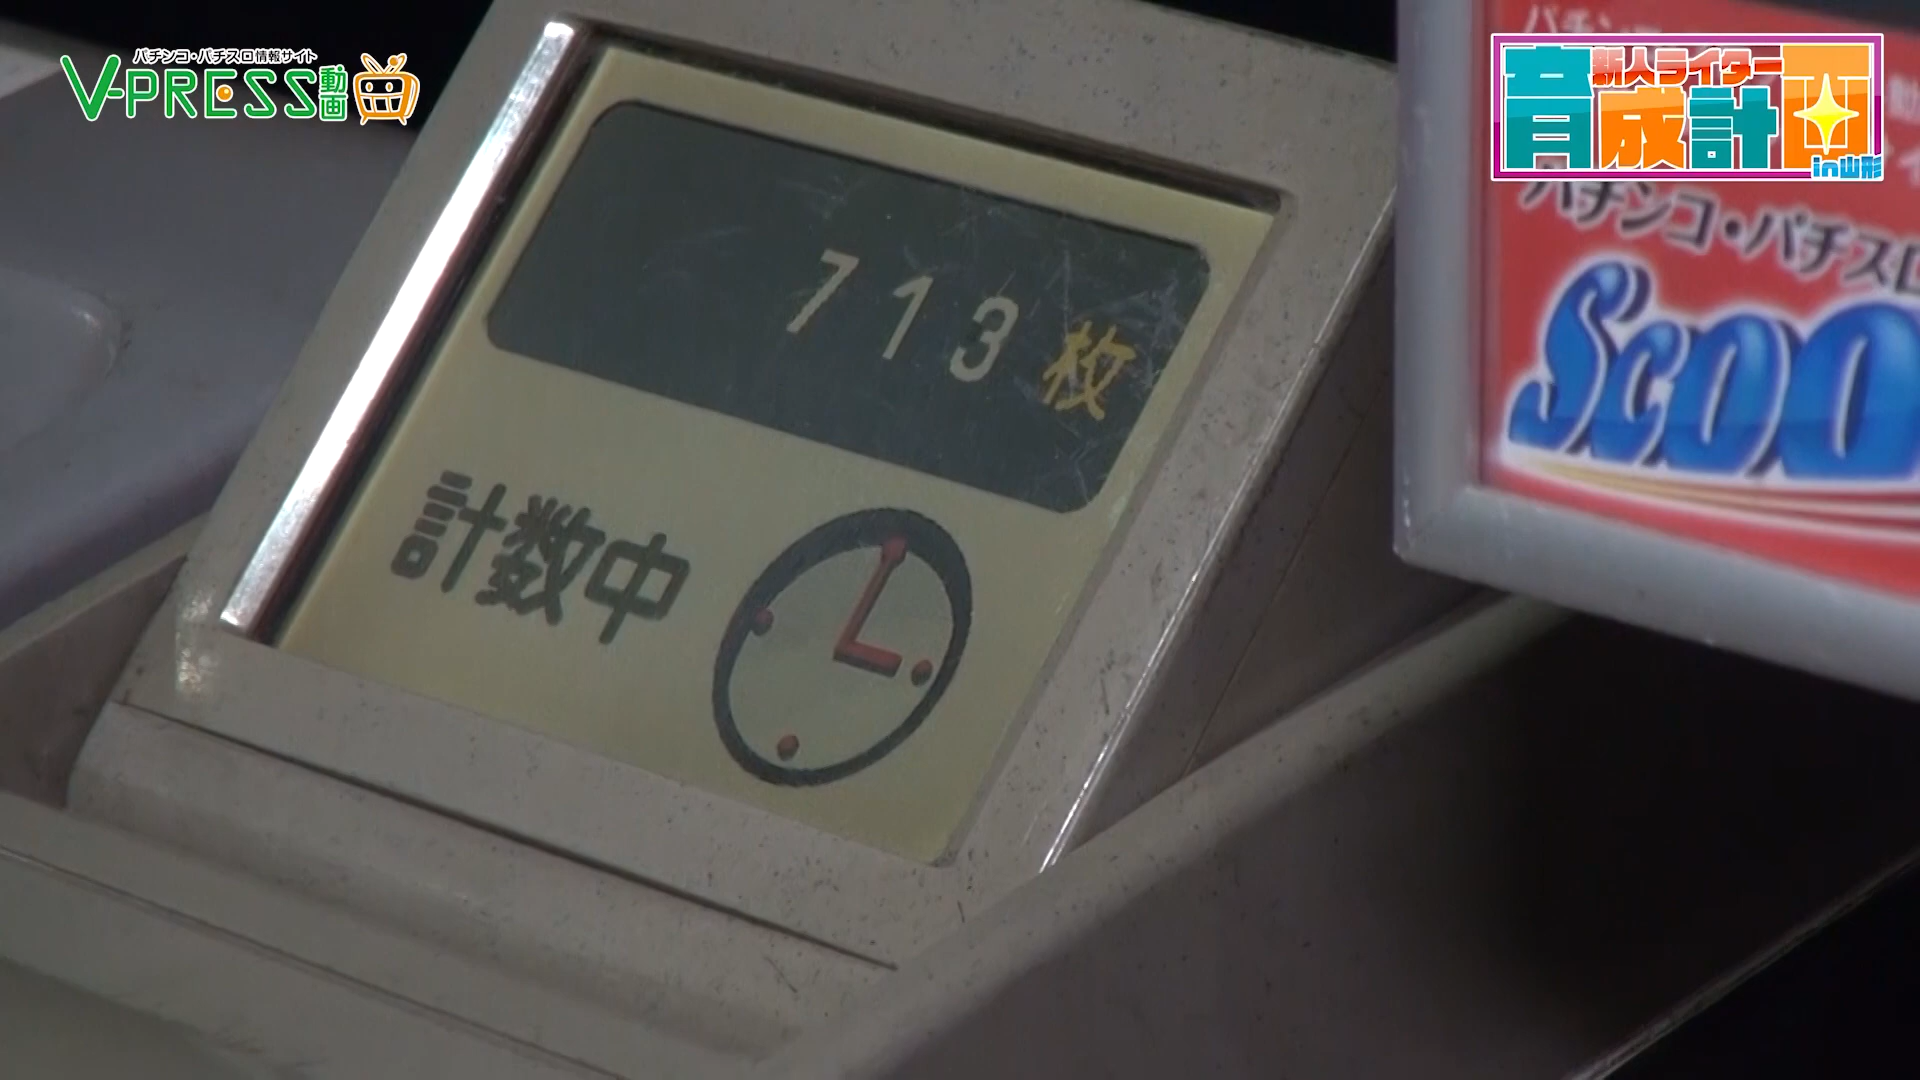 パチンコ・パチスロ情報サイト
V-PRESS動画
新人ライター
育成計画
in山形
713枚
計数中
パチンコ・パチスロ
SCOO